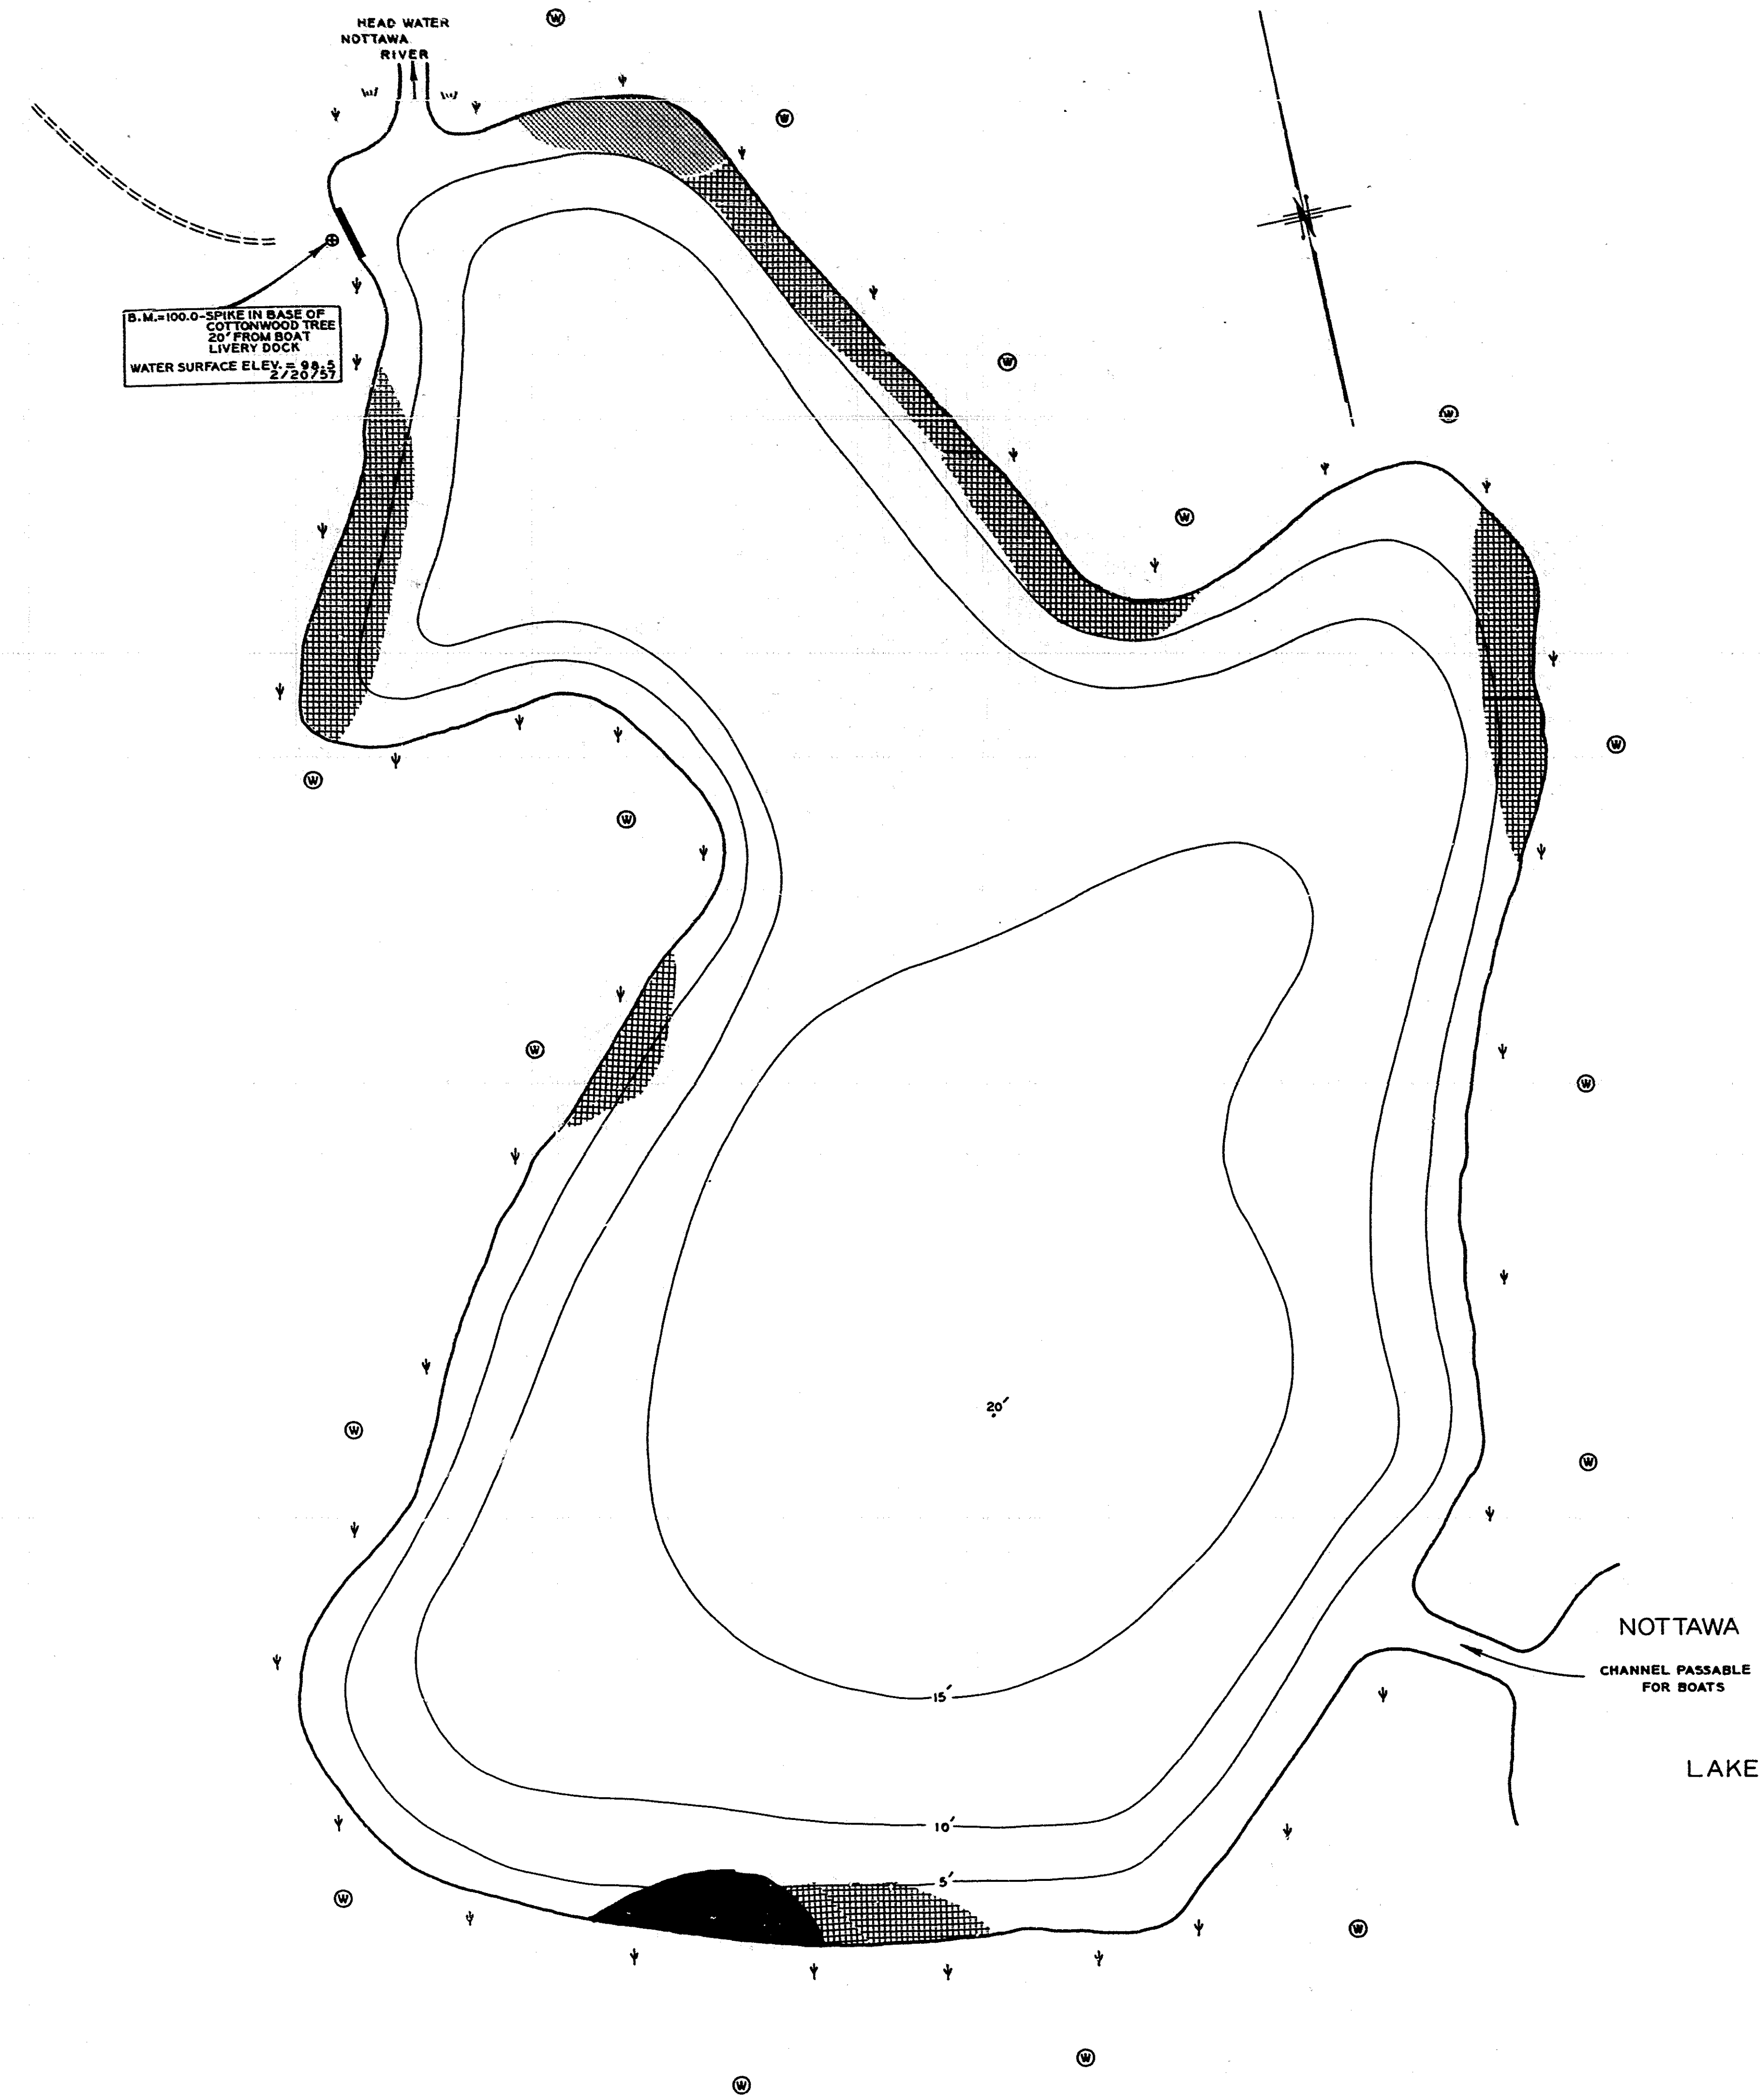 HEAD WATER
NOTTAWA
RIVER
W
W
B.M.=100.0-SPIKE IN BASE OF
COTTONWOOD TREE
20' FROM BOAT
LIVERY DOCK
WATER SURFACE ELEV. = 98.5
2/20/57
W
W
W
W
W
W
W
W
20'
W
W
NOTTAWA
CHANNEL PASSABLE
FOR BOATS
15'
LAKE
10'
5'
W
W
W
W